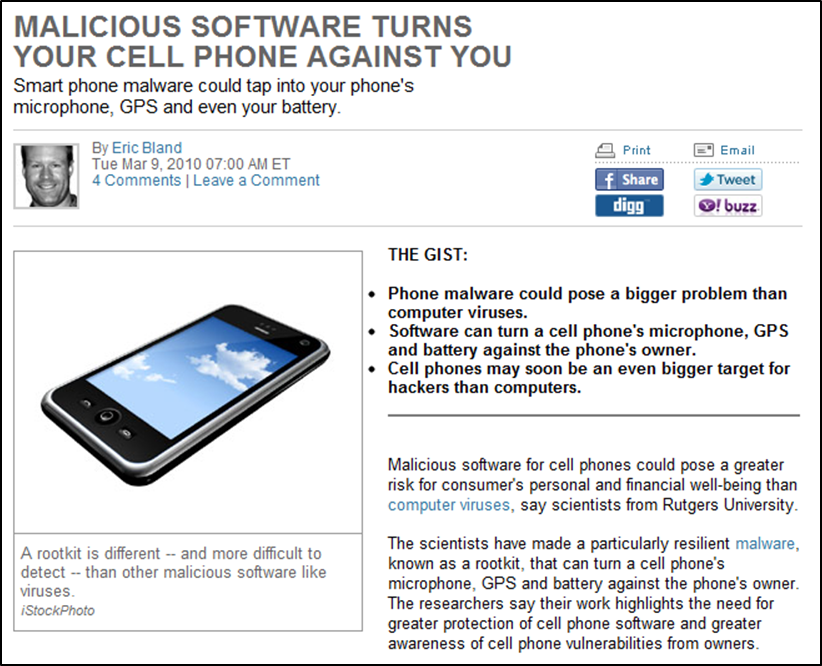 MALICIOUS SOFTWARE TURNS
YOUR CELL PHONE AGAINST YOU
Smart phone malware could tap into your phone's
microphone, GPS and even your battery.
By Eric Bland
Tue Mar 9, 2010 07:00 AM ET
4 Comments | Leave a Comment
Print
Email
f Share
Tweet
digg
Y! buzz
THE GIST:
• Phone malware could pose a bigger problem than
computer viruses.
• Software can turn a cell phone's microphone, GPS
and battery against the phone's owner.
• Cell phones may soon be an even bigger target for
hackers than computers.
A rootkit is different -- and more difficult to
detect -- than other malicious software like
viruses.
iStockPhoto
Malicious software for cell phones could pose a greater
risk for consumer's personal and financial well-being than
computer viruses, say scientists from Rutgers University.
The scientists have made a particularly resilient malware,
known as a rootkit, that can turn a cell phone's
microphone, GPS and battery against the phone's owner.
The researchers say their work highlights the need for
greater protection of cell phone software and greater
awareness of cell phone vulnerabilities from owners.